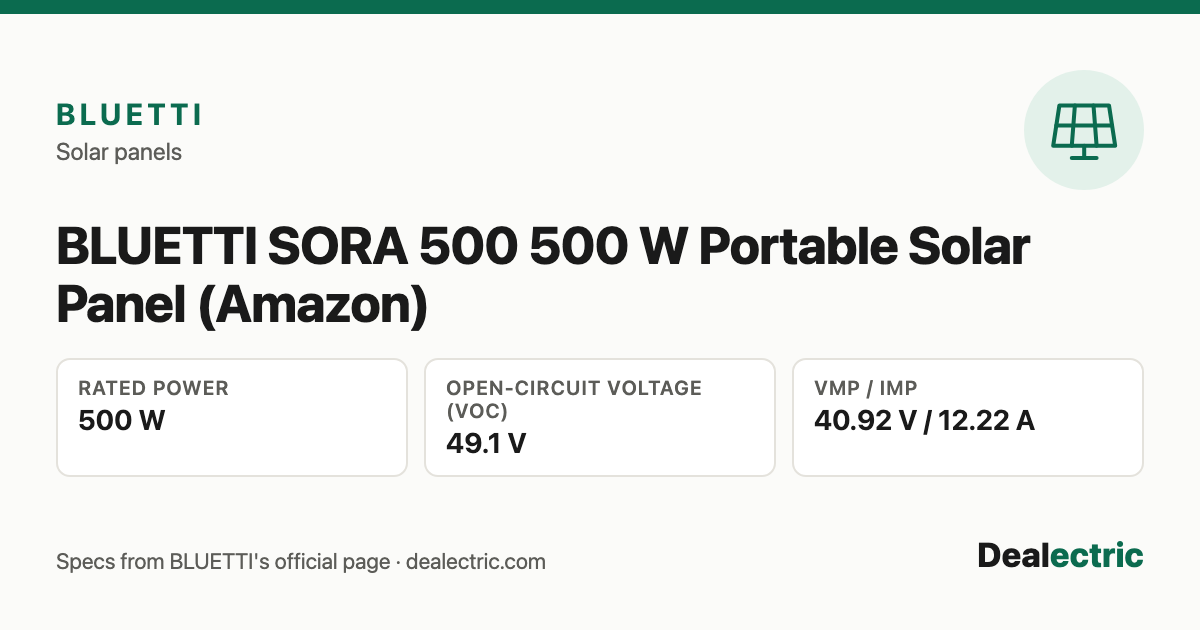 BLUETTI
Solar panels
BLUETTI SORA 500 500 W Portable Solar
Panel (Amazon)
RATED POWER
500 W
OPEN-CIRCUIT VOLTAGE
(VOC)
49.1 V
VMP / IMP
40.92 V / 12.22 A
Specs from BLUETTI's official page · dealectric.com
Dealectric